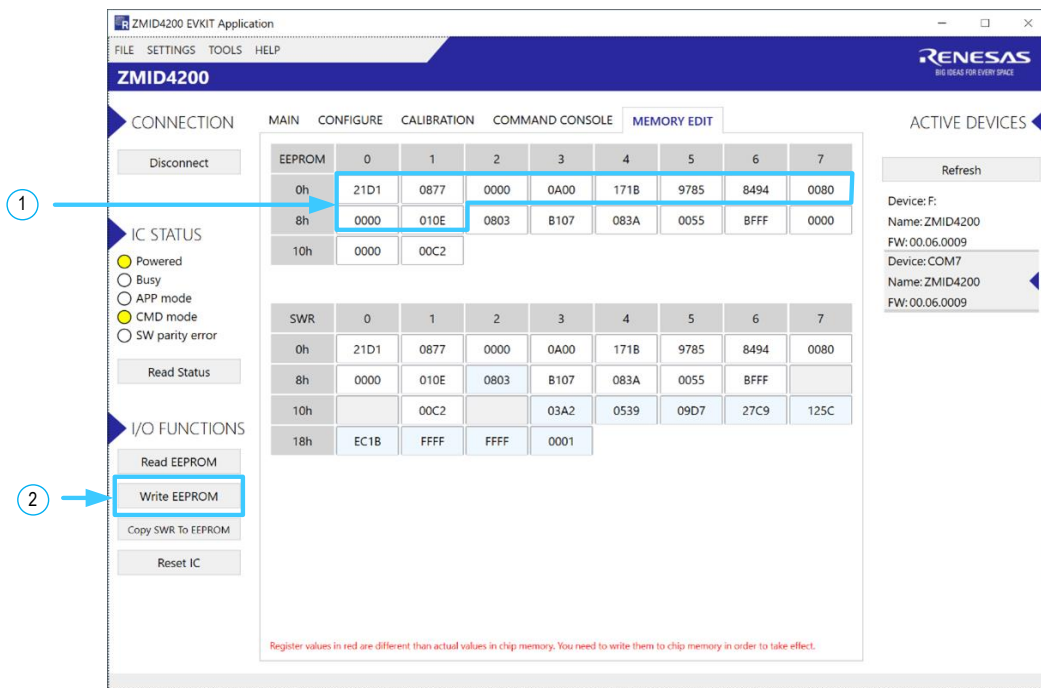 ZMID4200 EVKIT Application
FILE SETTINGS TOOLS HELP
RENESAS
BIG IDEAS FOR EVERY SPACE
ZMID4200
CONNECTION
Disconnect
IC STATUS
Powered
Busy
APP mode
CMD mode
SW parity error
Read Status
I/O FUNCTIONS
Read EEPROM
Write EEPROM
Copy SWR To EEPROM
Reset IC
1
2
MAIN CONFIGURE CALIBRATION COMMAND CONSOLE MEMORY EDIT
EEPROM 0 1 2 3 4 5 6 7
0h 21D1 0877 0000 0A00 171B 9785 8494 0080
8h 0000 010E 0803 B107 083A 0055 BFFF 0000
10h 0000 00C2
SWR 0 1 2 3 4 5 6 7
0h 21D1 0877 0000 0A00 171B 9785 8494 0080
8h 0000 010E 0803 B107 083A 0055 BFFF
10h 00C2 03A2 0539 09D7 27C9 125C
18h EC1B FFFF FFFF 0001
Register values in red are different than actual values in chip memory. You need to write them to chip memory in order to take effect.
ACTIVE DEVICES
Refresh
Device: F:
Name: ZMID4200
FW: 00.06.0009
Device: COM7
Name: ZMID4200
FW: 00.06.0009